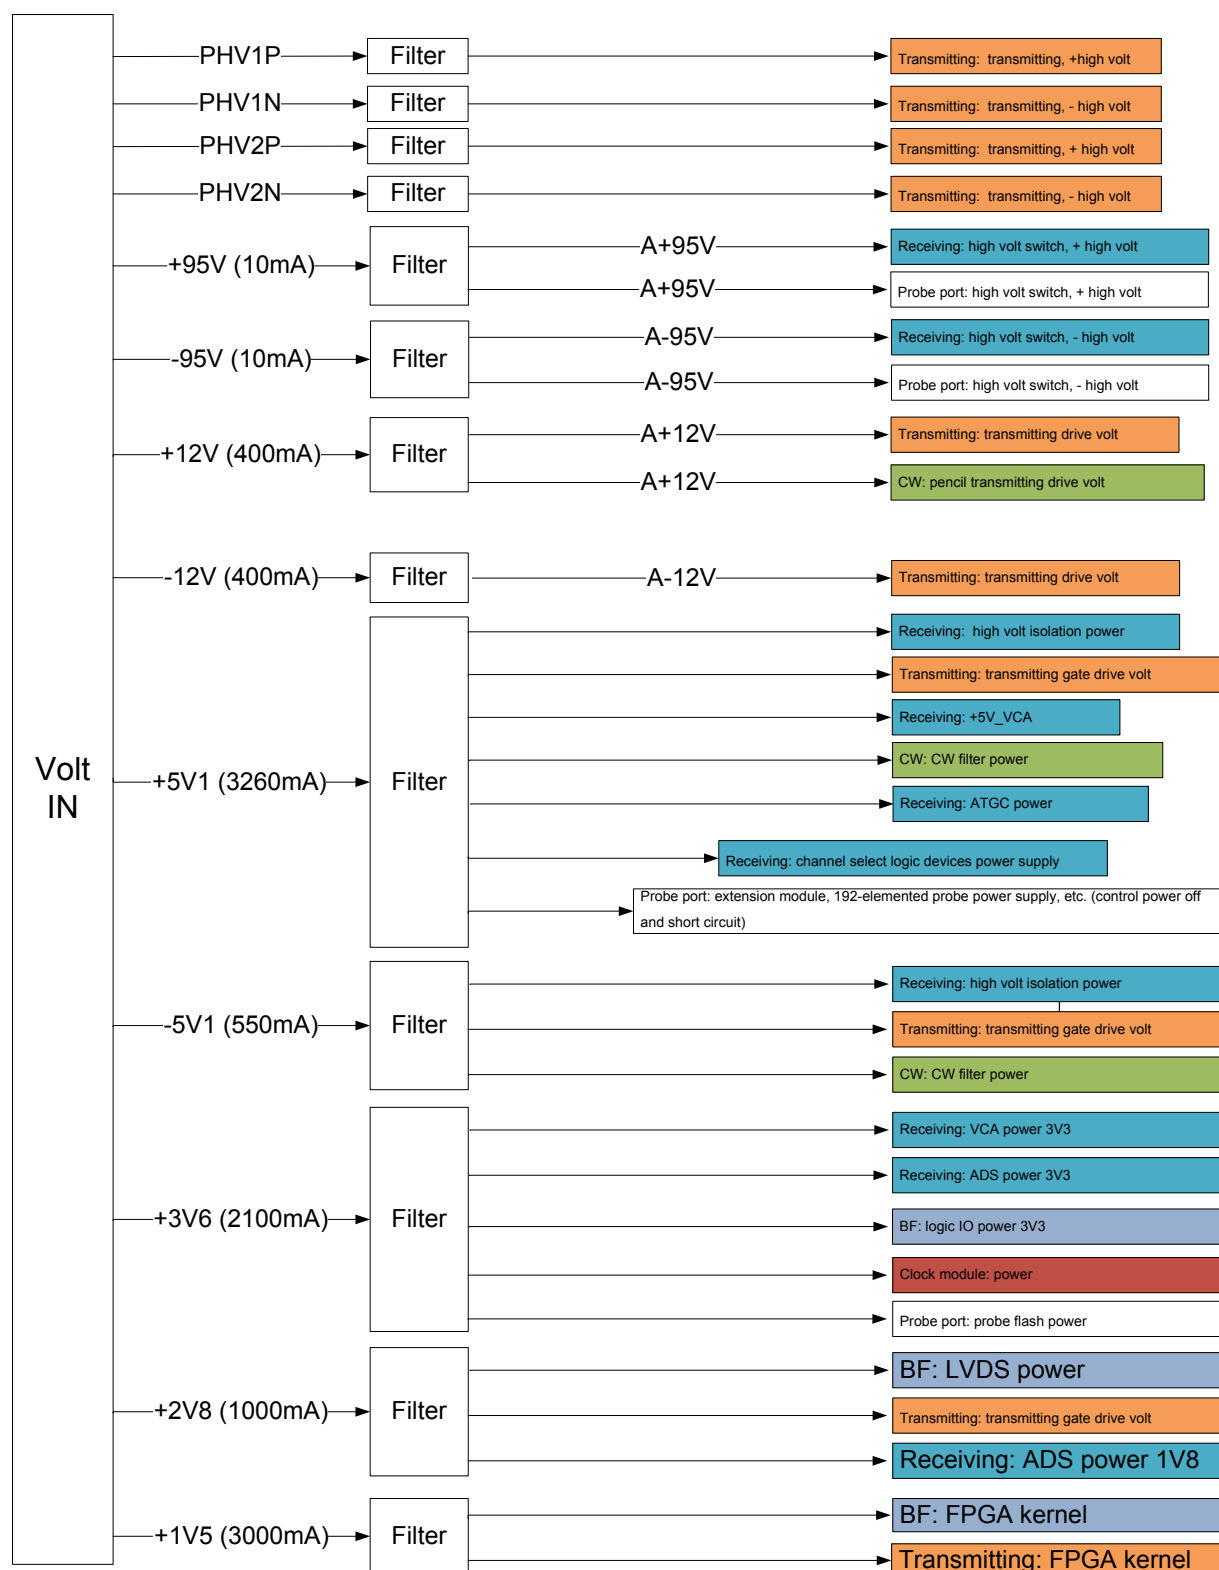 Volt
IN
PHV1P
Filter
Transmitting: transmitting, +high volt
PHV1N
Filter
Transmitting: transmitting, - high volt
PHV2P
Filter
Transmitting: transmitting, + high volt
PHV2N
Filter
Transmitting: transmitting, - high volt
+95V (10mA)
Filter
A+95V
Receiving: high volt switch, + high volt
A+95V
Probe port: high volt switch, + high volt
-95V (10mA)
Filter
A-95V
Receiving: high volt switch, - high volt
A-95V
Probe port: high volt switch, - high volt
+12V (400mA)
Filter
A+12V
Transmitting: transmitting drive volt
A+12V
CW: pencil transmitting drive volt
-12V (400mA)
Filter
A-12V
Transmitting: transmitting drive volt
+5V1 (3260mA)
Filter
Receiving: high volt isolation power
Transmitting: transmitting gate drive volt
Receiving: +5V_VCA
CW: CW filter power
Receiving: ATGC power
Receiving: channel select logic devices power supply
Probe port: extension module, 192-elemented probe power supply, etc. (control power off
and short circuit)
-5V1 (550mA)
Filter
Receiving: high volt isolation power
Transmitting: transmitting gate drive volt
CW: CW filter power
+3V6 (2100mA)
Filter
Receiving: VCA power 3V3
Receiving: ADS power 3V3
BF: logic IO power 3V3
Clock module: power
Probe port: probe flash power
+2V8 (1000mA)
Filter
BF: LVDS power
Transmitting: transmitting gate drive volt
Receiving: ADS power 1V8
+1V5 (3000mA)
Filter
BF: FPGA kernel
Transmitting: FPGA kernel